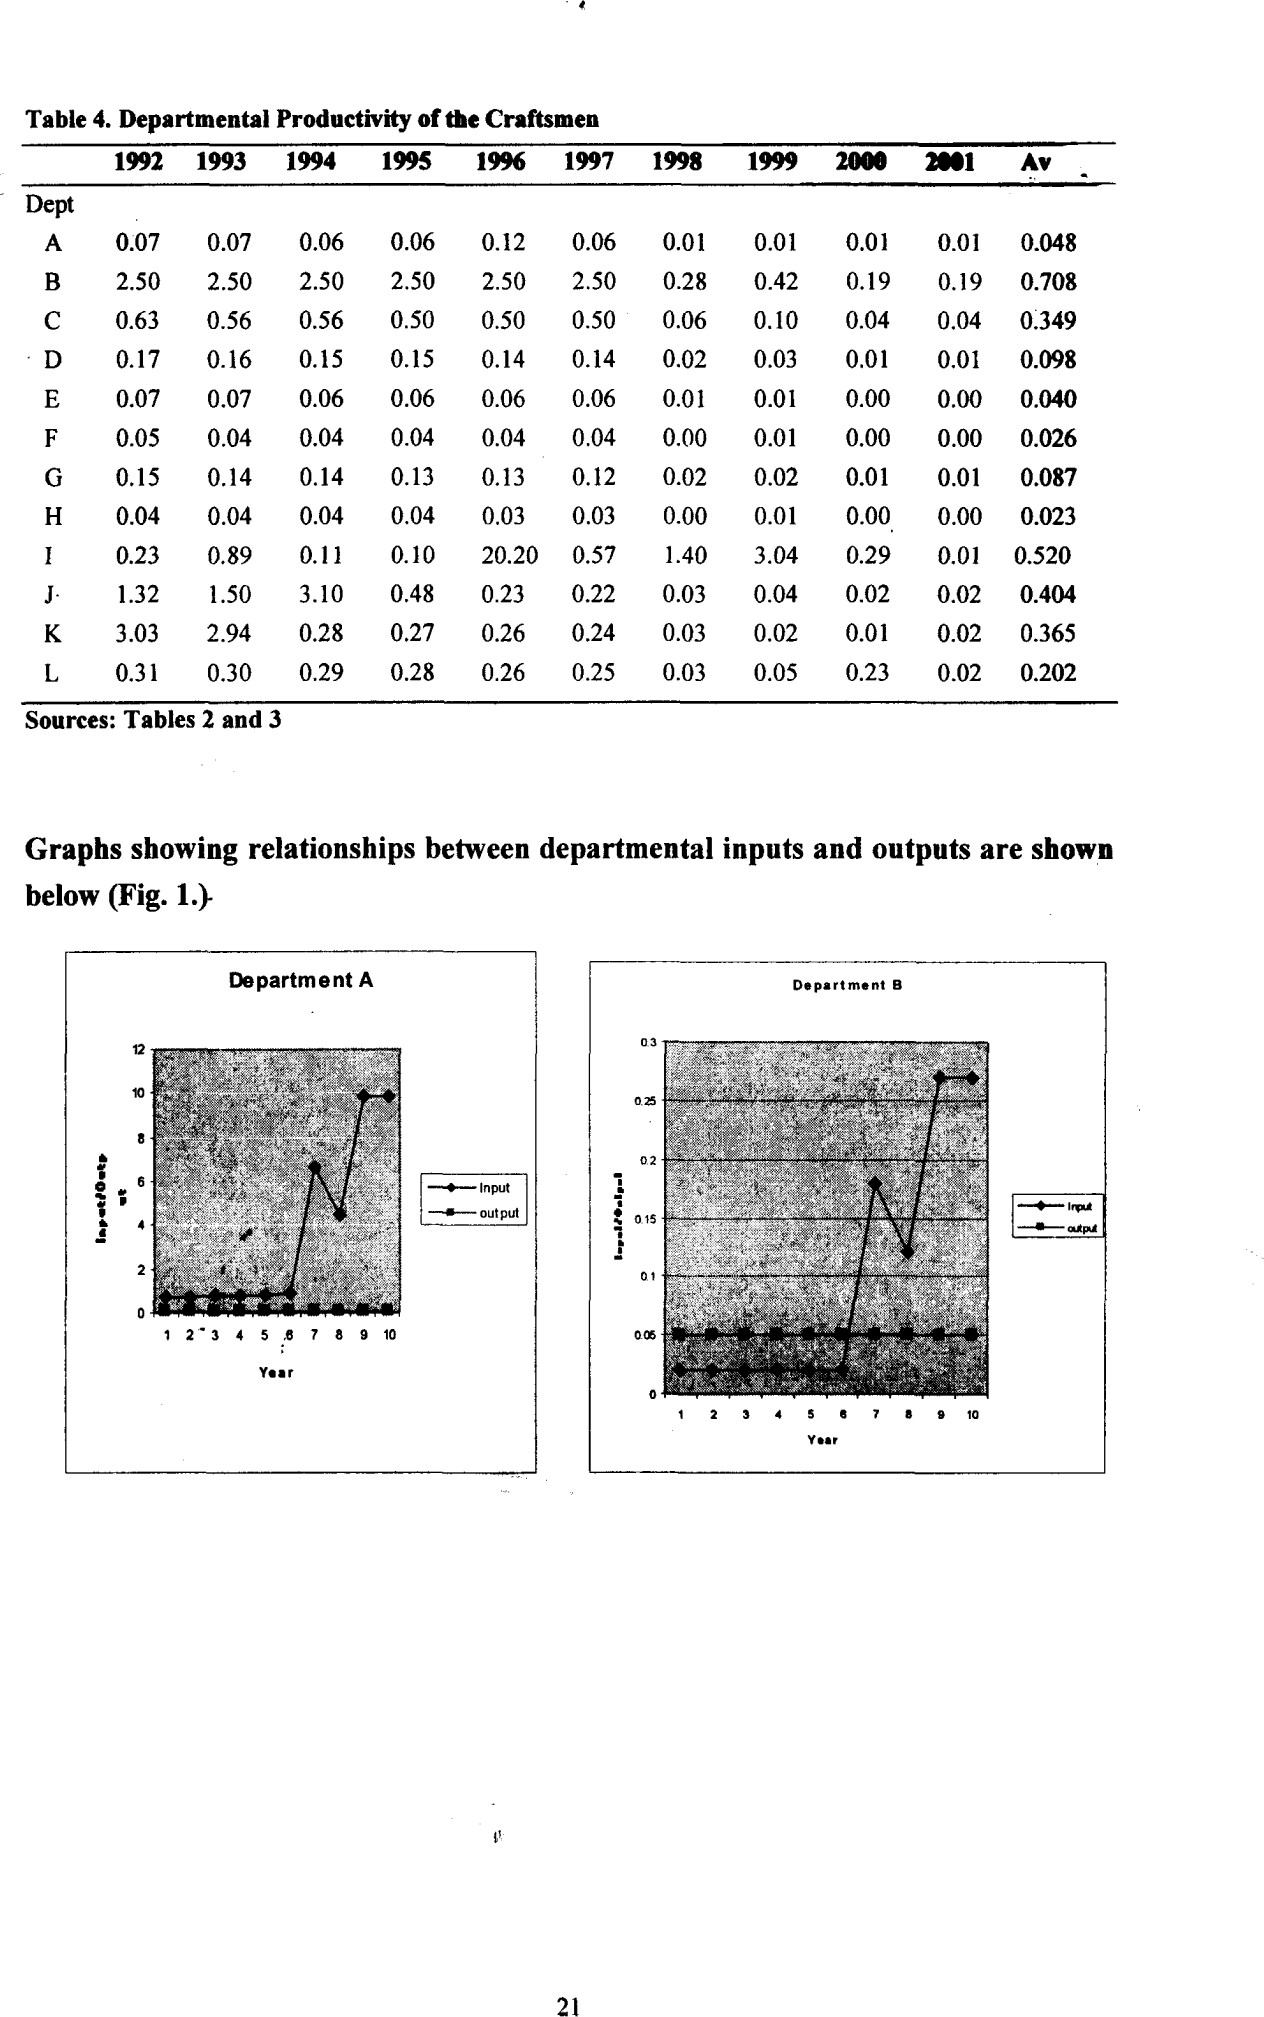 Table 4. Departmental Productivity of the Craftsmen
1992 1993 1994 1995 1996 1997 1998 1999 2000 2001 Av
Dept
A 0.07 0.07 0.06 0.06 0.12 0.06 0.01 0.01 0.01 0.01 0.048
B 2.50 2.50 2.50 2.50 2.50 2.50 0.28 0.42 0.19 0.19 0.708
C 0.63 0.56 0.56 0.50 0.50 0.50 0.06 0.10 0.04 0.04 0.349
D 0.17 0.16 0.15 0.15 0.14 0.14 0.02 0.03 0.01 0.01 0.098
E 0.07 0.07 0.06 0.06 0.06 0.06 0.01 0.01 0.00 0.00 0.040
F 0.05 0.04 0.04 0.04 0.04 0.04 0.00 0.01 0.00 0.00 0.026
G 0.15 0.14 0.14 0.13 0.13 0.12 0.02 0.02 0.01 0.01 0.087
H 0.04 0.04 0.04 0.04 0.03 0.03 0.00 0.01 0.00 0.00 0.023
I 0.23 0.89 0.11 0.10 20.20 0.57 1.40 3.04 0.29 0.01 0.520
J 1.32 1.50 3.10 0.48 0.23 0.22 0.03 0.04 0.02 0.02 0.404
K 3.03 2.94 0.28 0.27 0.26 0.24 0.03 0.02 0.01 0.02 0.365
L 0.31 0.30 0.29 0.28 0.26 0.25 0.03 0.05 0.23 0.02 0.202
Sources: Tables 2 and 3
Graphs showing relationships between departmental inputs and outputs are shown
below (Fig. 1.)
Department A
12
10
8
6
4
2
0
Input/Outp
ut
1 2 3 4 5 6 7 8 9 10
Year
Input
output
Department B
0.3
0.25
0.2
0.15
0.1
0.05
0
Input/Output
1 2 3 4 5 6 7 8 9 10
Year
Input
output
21